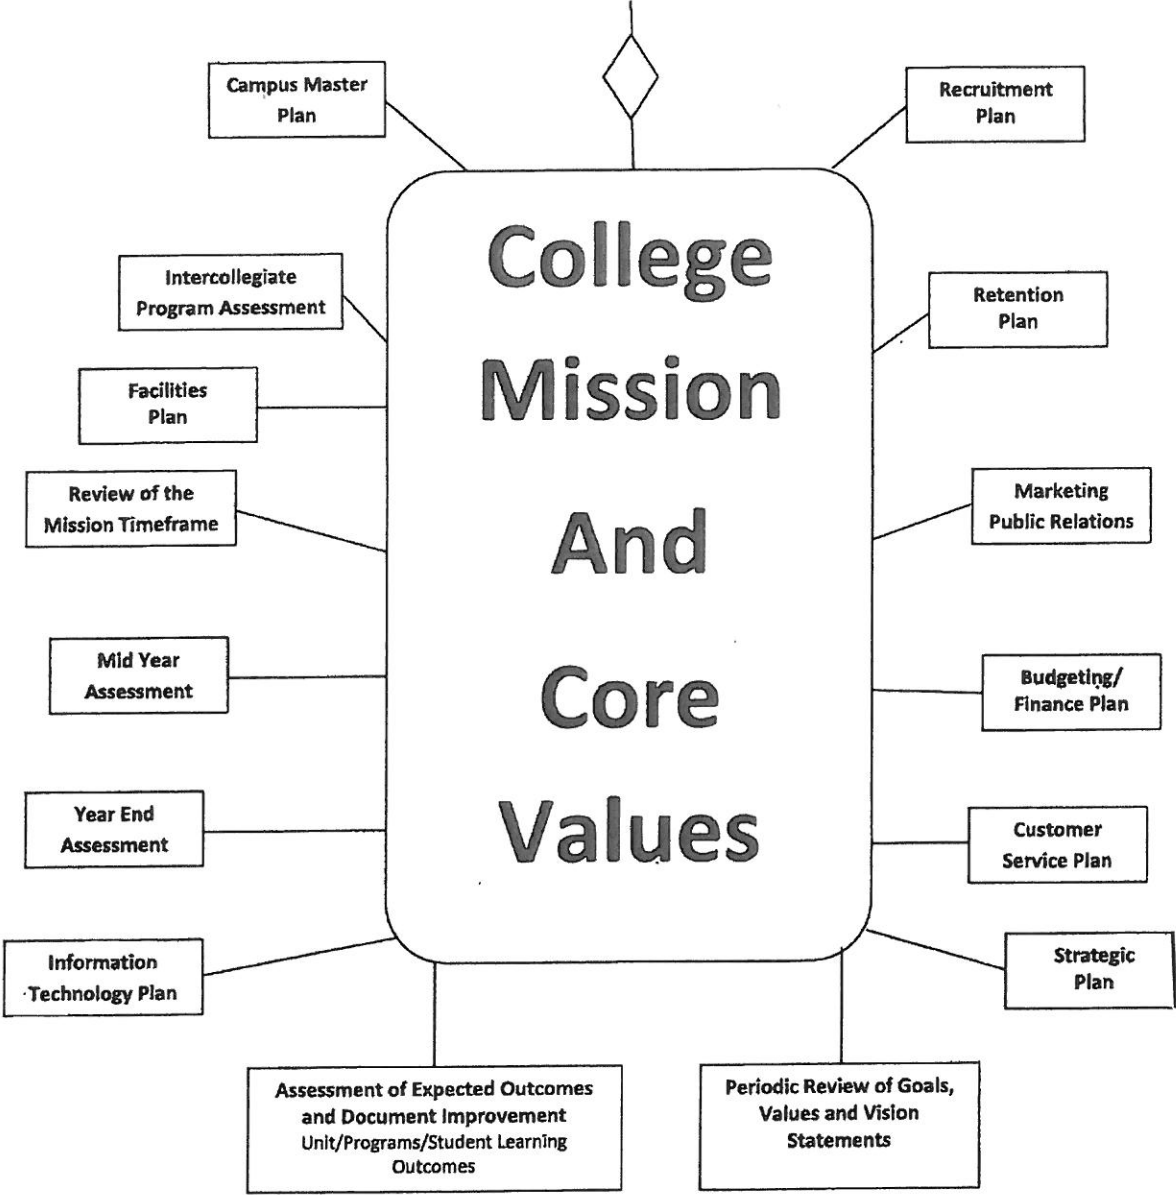 Campus Master
Plan
Recruitment
Plan
College
Mission
And
Core
Values
Intercollegiate
Program Assessment
Retention
Plan
Facilities
Plan
Review of the
Mission Timeframe
Marketing
Public Relations
Mid Year
Assessment
Budgeting/
Finance Plan
Year End
Assessment
Customer
Service Plan
Information
Technology Plan
Strategic
Plan
Assessment of Expected Outcomes
and Document Improvement
Unit/Programs/Student Learning
Outcomes
Periodic Review of Goals,
Values and Vision
Statements